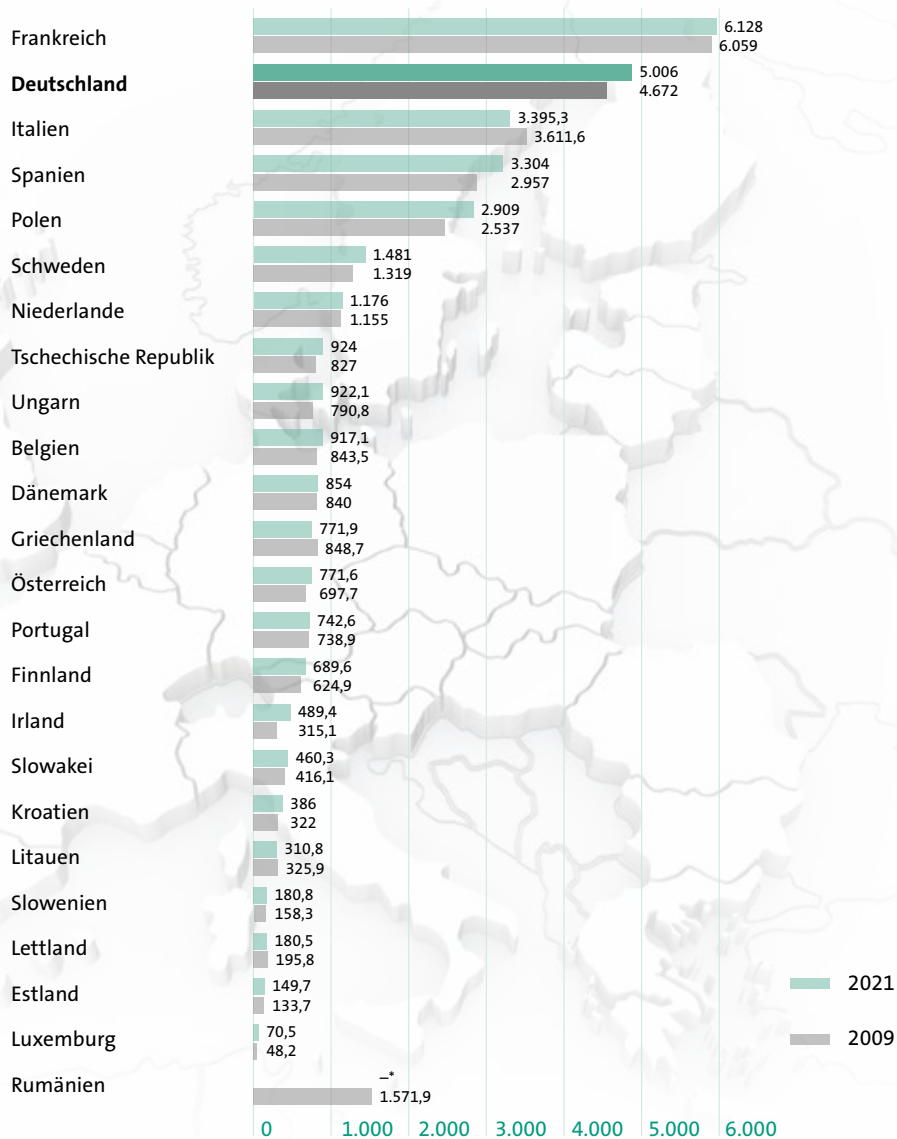 Frankreich 6.128
6.059
Deutschland 5.006
4.672
Italien 3.395,3
3.611,6
Spanien 3.304
2.957
Polen 2.909
2.537
Schweden 1.481
1.319
Niederlande 1.176
1.155
Tschechische Republik 924
827
Ungarn 922,1
790,8
Belgien 917,1
843,5
Dänemark 854
840
Griechenland 771,9
848,7
Österreich 771,6
697,7
Portugal 742,6
738,9
Finnland 689,6
624,9
Irland 489,4
315,1
Slowakei 460,3
416,1
Kroatien 386
322
Litauen 310,8
325,9
Slowenien 180,8
158,3
Lettland 180,5
195,8
Estland 149,7
133,7
Luxemburg 70,5
48,2
Rumänien –*
1.571,9
0 1.000 2.000 3.000 4.000 5.000 6.000
2021
2009